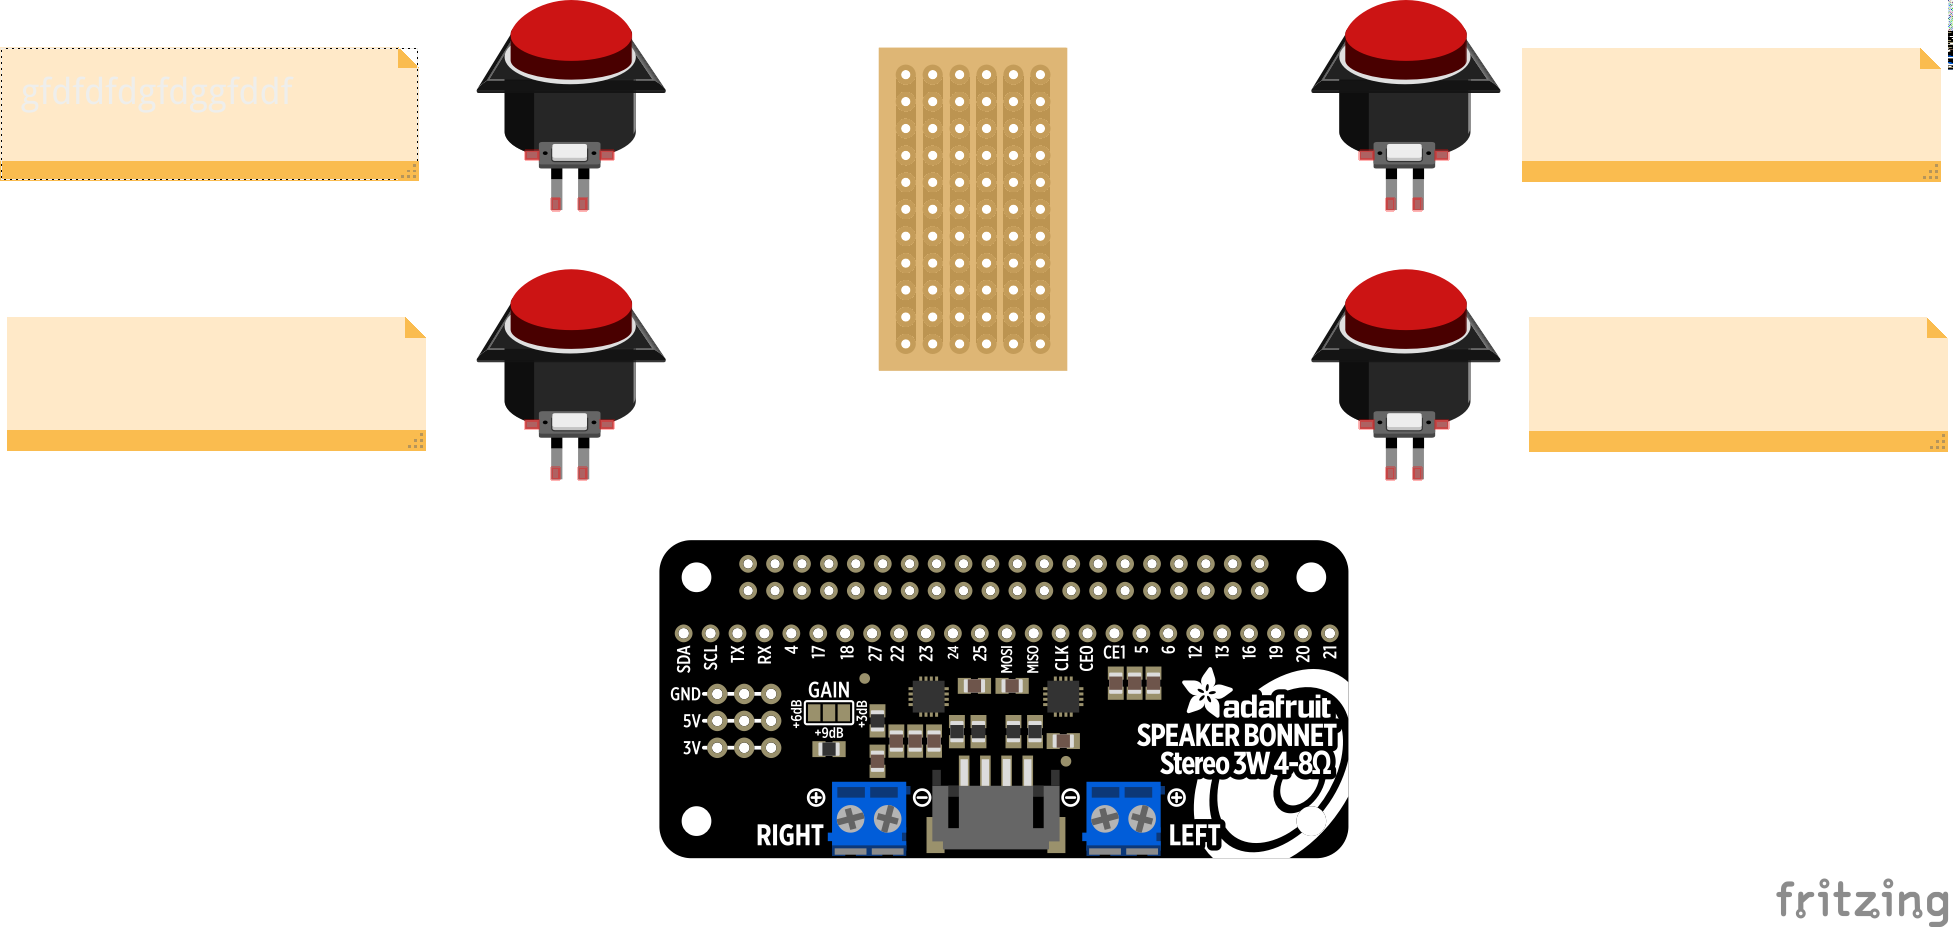 gfdfdfdgfdggfddf
SDA SCL TX RX 4 17 18 27 22 23 24 25 MOSI MISO CLK CE0 CE1 5 6 12 13 16 19 20 21
GND
5V
3V
GAIN
+6dB
+3dB
+9dB
adafruit
SPEAKER BONNET
Stereo 3W 4-8Ω
RIGHT
LEFT
fritzing